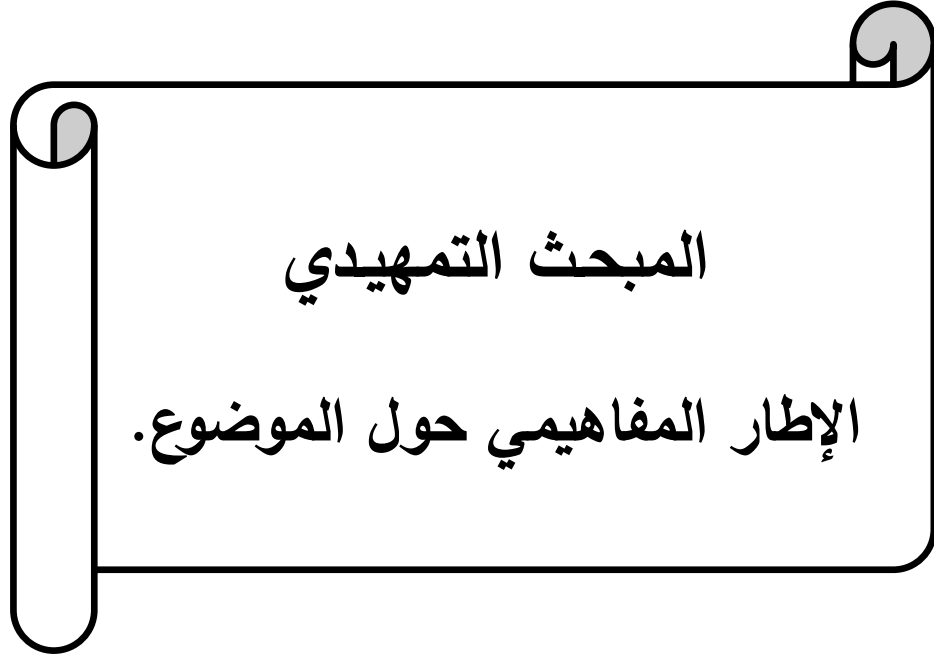 المبحث التمهيدي
الإطار المفاهيمي حول الموضوع.